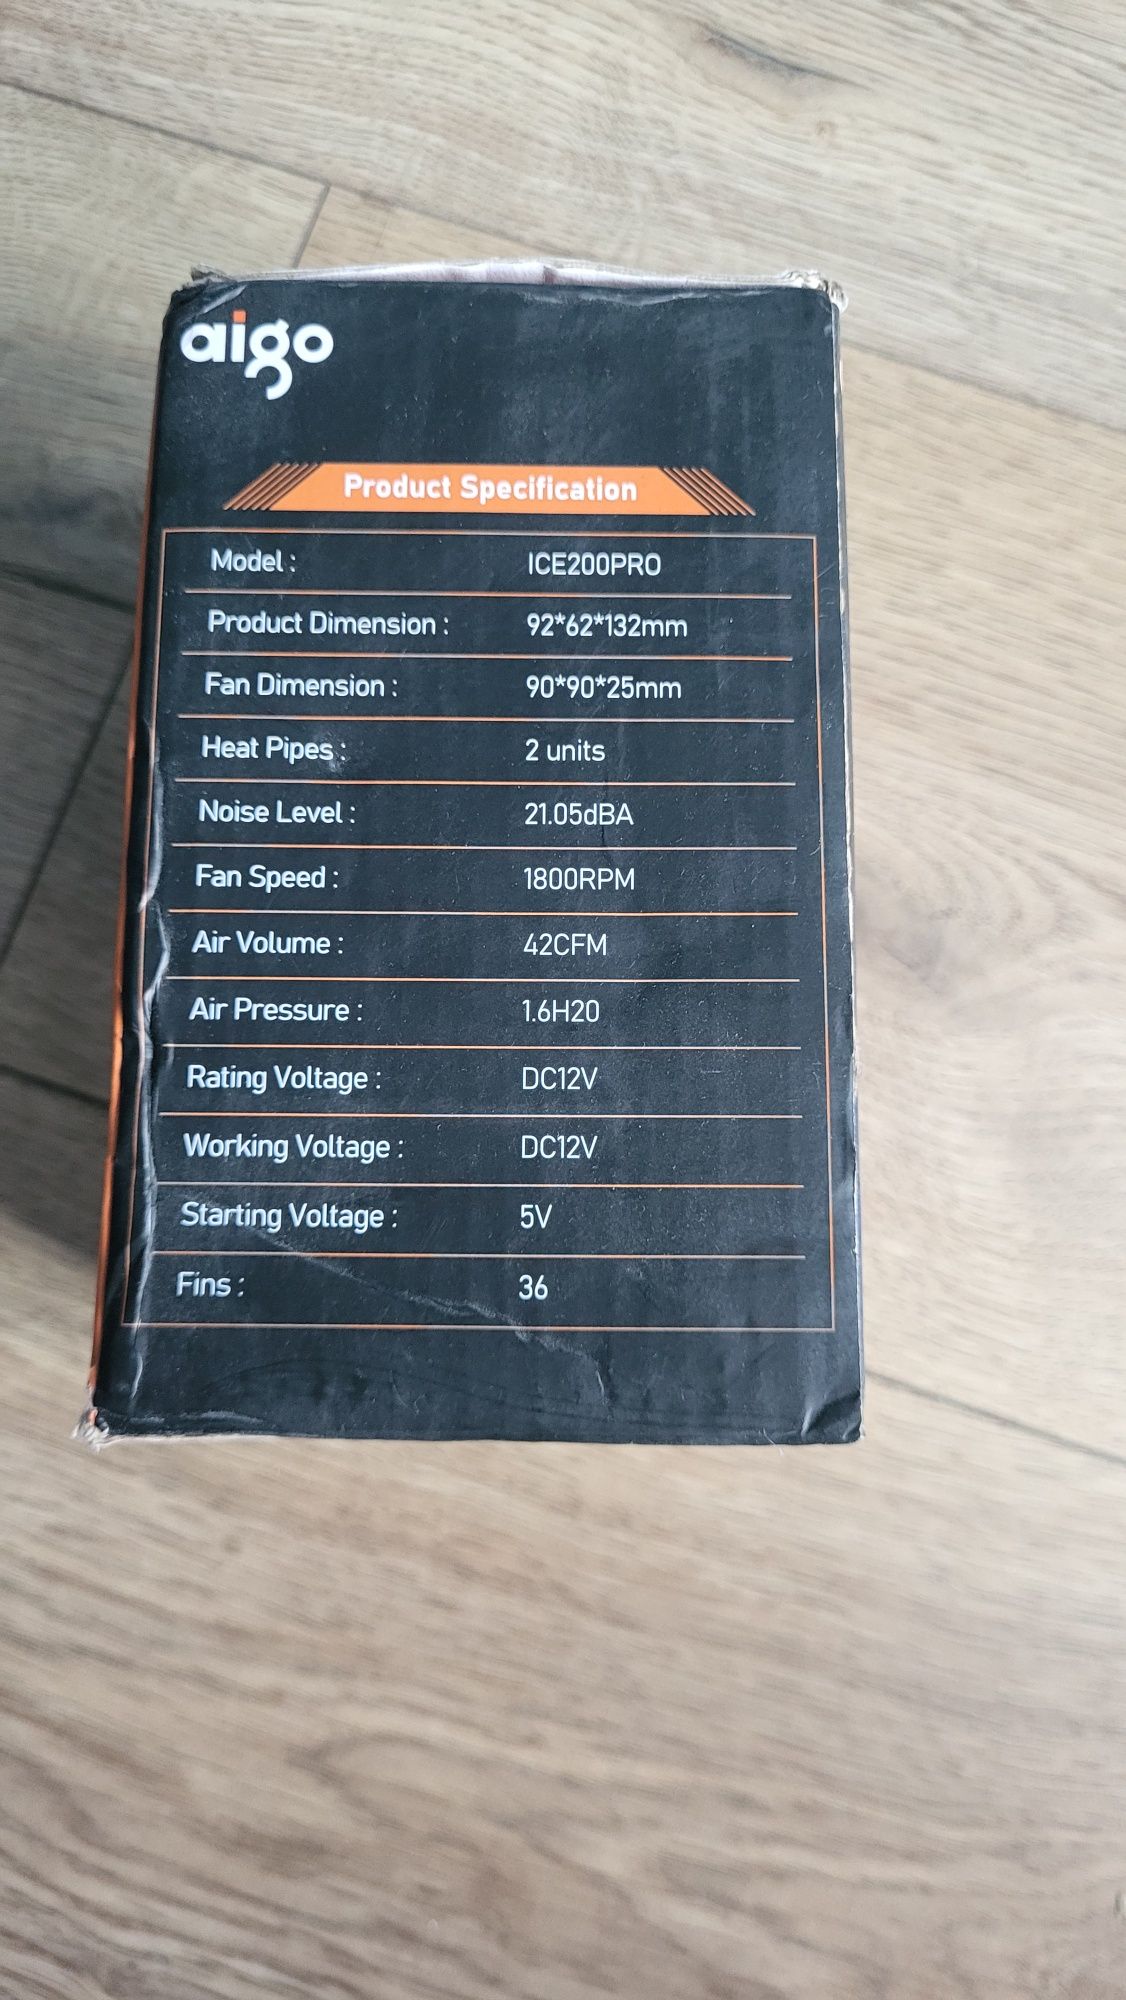 aigo
Product Specification
Model : ICE200PRO
Product Dimension : 92*62*132mm
Fan Dimension : 90*90*25mm
Heat Pipes : 2 units
Noise Level : 21.05dBA
Fan Speed : 1800RPM
Air Volume : 42CFM
Air Pressure : 1.6H20
Rating Voltage : DC12V
Working Voltage : DC12V
Starting Voltage : 5V
Fins : 36